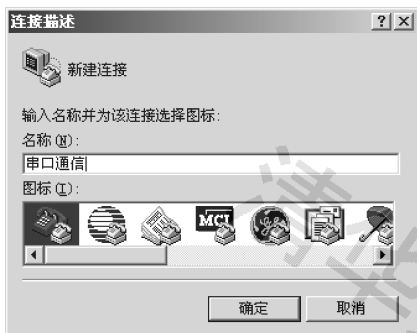 连接描述
新建连接
输入名称并为该连接选择图标:
名称(N):
串口通信
图标(I):
MCI
确定
取消